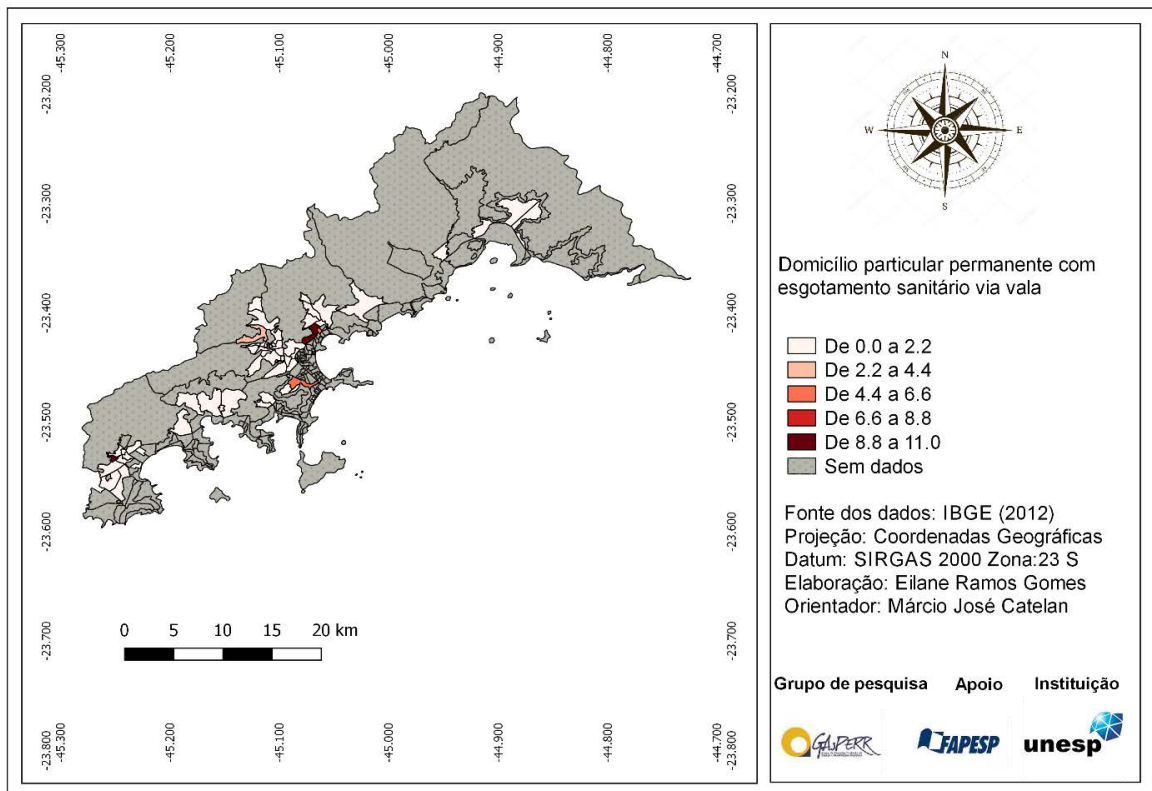 -45.300
-45.200
-45.100
-45.000
-44.900
-44.800
-44.700
-23.200
-23.200
-23.300
-23.300
-23.400
-23.400
-23.500
-23.500
-23.600
-23.600
-23.700
-23.700
-23.800
-23.800
0 5 10 15 20 km
-45.300
-45.200
-45.100
-45.000
-44.900
-44.800
-44.700
N
W E
S
Domicílio particular permanente com
esgotamento sanitário via vala
De 0.0 a 2.2
De 2.2 a 4.4
De 4.4 a 6.6
De 6.6 a 8.8
De 8.8 a 11.0
Sem dados
Fonte dos dados: IBGE (2012)
Projeção: Coordenadas Geográficas
Datum: SIRGAS 2000 Zona:23 S
Elaboração: Eilane Ramos Gomes
Orientador: Márcio José Catelan
Grupo de pesquisa Apoio Instituição
GAsPERR FAPESP unesp